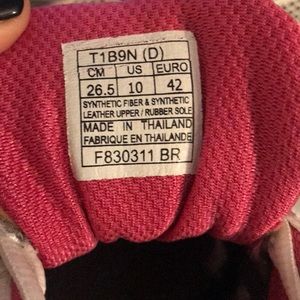 T1B9N (D)
CM US EURO
26.5 10 42
SYNTHETIC FIBER & SYNTHETIC
LEATHER UPPER / RUBBER SOLE
MADE IN THAILAND
FABRIQUE EN THAILANDE
F830311 BR